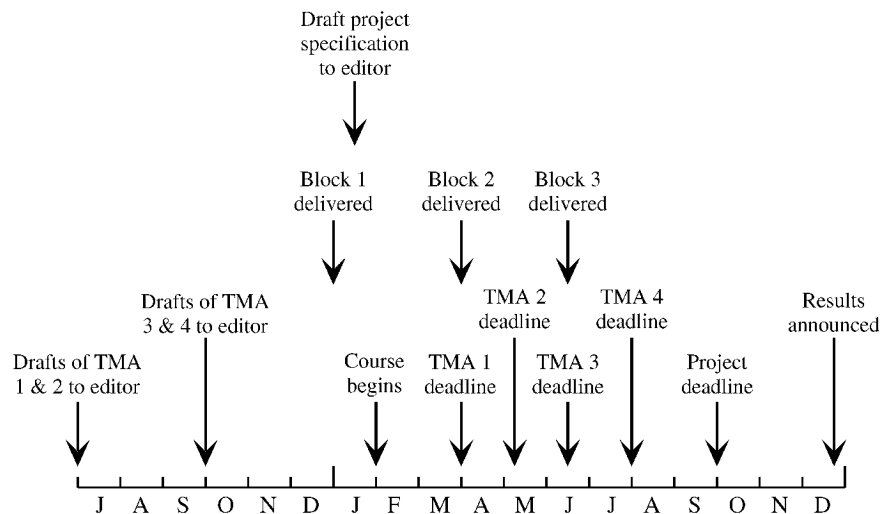 Draft project
specification
to editor
Block 1
delivered
Block 2
delivered
Block 3
delivered
Drafts of TMA
3 & 4 to editor
TMA 2
deadline
TMA 4
deadline
Results
announced
Drafts of TMA
1 & 2 to editor
Course
begins
TMA 1
deadline
TMA 3
deadline
Project
deadline
J A S O N D J F M A M J J A S O N D